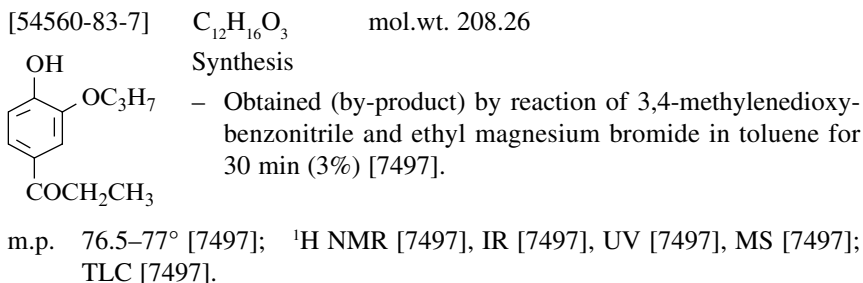 [54560-83-7] C₁₂H₁₆O₃ mol.wt. 208.26
Synthesis
OH
OC₃H₇
COCH₂CH₃
– Obtained (by-product) by reaction of 3,4-methylenedioxy-
benzonitrile and ethyl magnesium bromide in toluene for
30 min (3%) [7497].
m.p. 76.5–77° [7497]; ¹H NMR [7497], IR [7497], UV [7497], MS [7497];
TLC [7497].